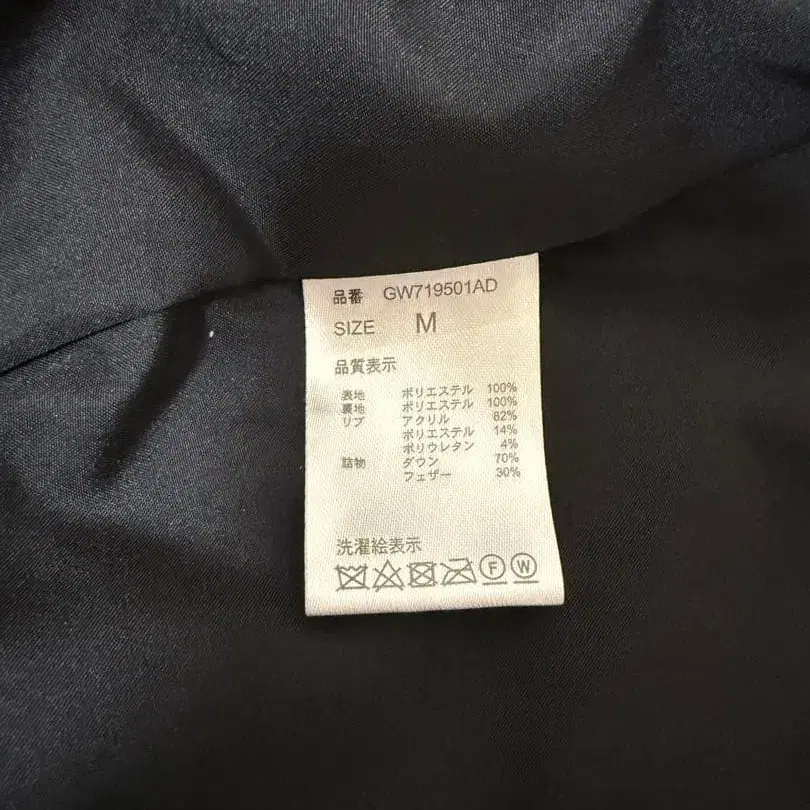 品番 GW719501AD
SIZE M
品質表示
表地 ポリエステル 100%
裏地 ポリエステル 100%
リブ アクリル 82%
ポリエステル 14%
ポリウレタン 4%
詰物 ダウン 70%
フェザー 30%
洗濯絵表示
F W